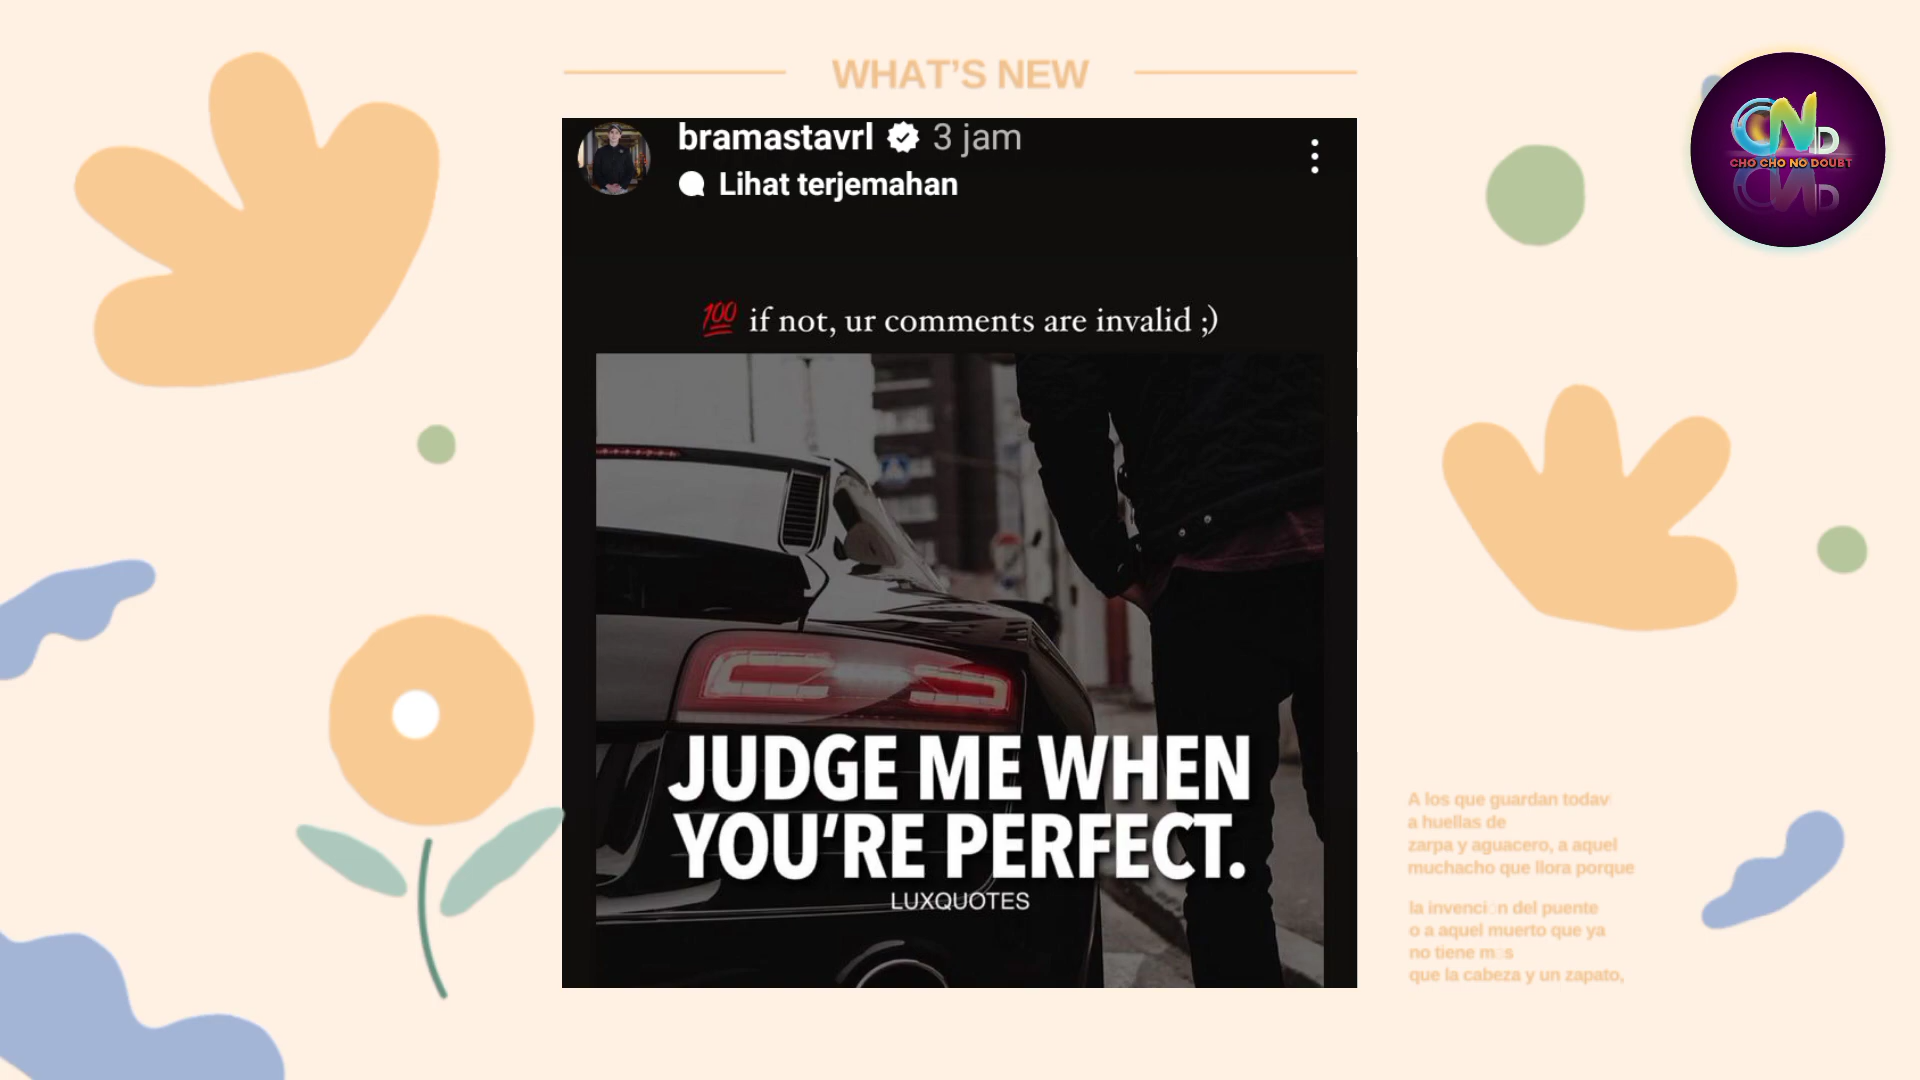 WHAT'S NEW
CND
CHO CHO NO DOUBT
bramastavrl 3 jam
Lihat terjemahan
💯 if not, ur comments are invalid ;)
JUDGE ME WHEN
YOU'RE PERFECT.
LUXQUOTES
A los que guardan todav
a huellas de
zarpa y aguacero, a aquel
muchacho que llora porque
la invenci□n del puente
o a aquel muerto que ya
no tiene m□s
que la cabeza y un zapato,